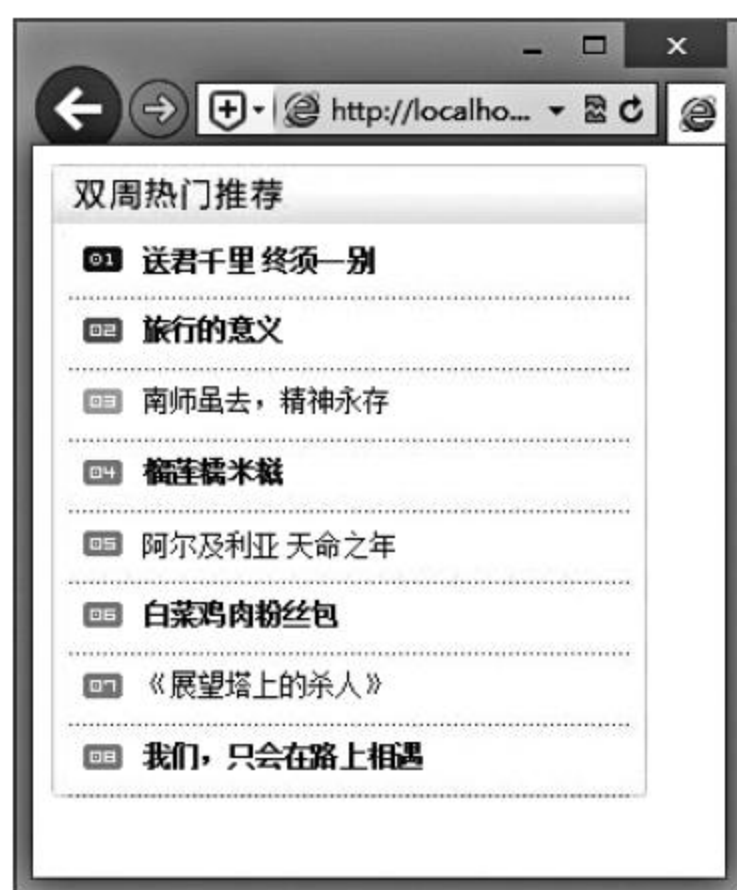 http://localho...
双周热门推荐
01 送君千里 终须一别
02 旅行的意义
03 南师虽去，精神永存
04 榴莲糯米糍
05 阿尔及利亚 天命之年
06 白菜鸡肉粉丝包
07 《展望塔上的杀人》
08 我们，只会在路上相遇